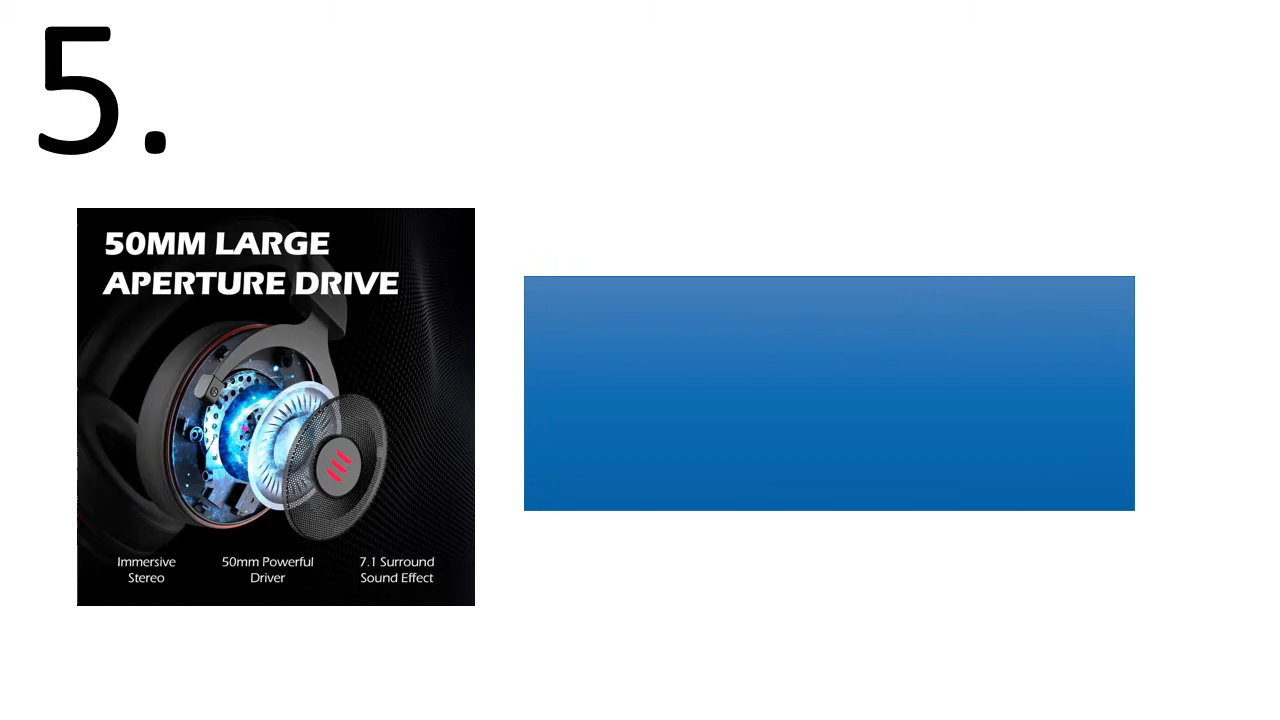 5.
50MM LARGE
APERTURE DRIVE
Immersive
Stereo
50mm Powerful
Driver
7.1 Surround
Sound Effect